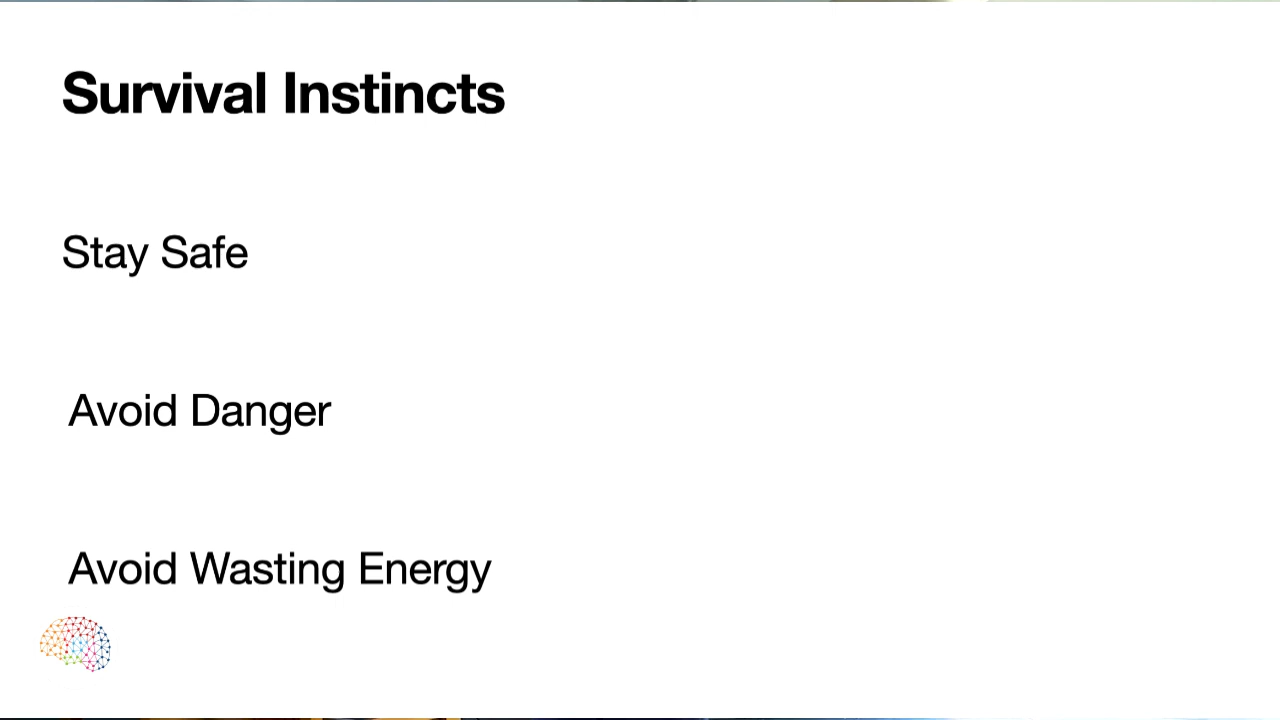 Survival Instincts
Stay Safe
Avoid Danger
Avoid Wasting Energy